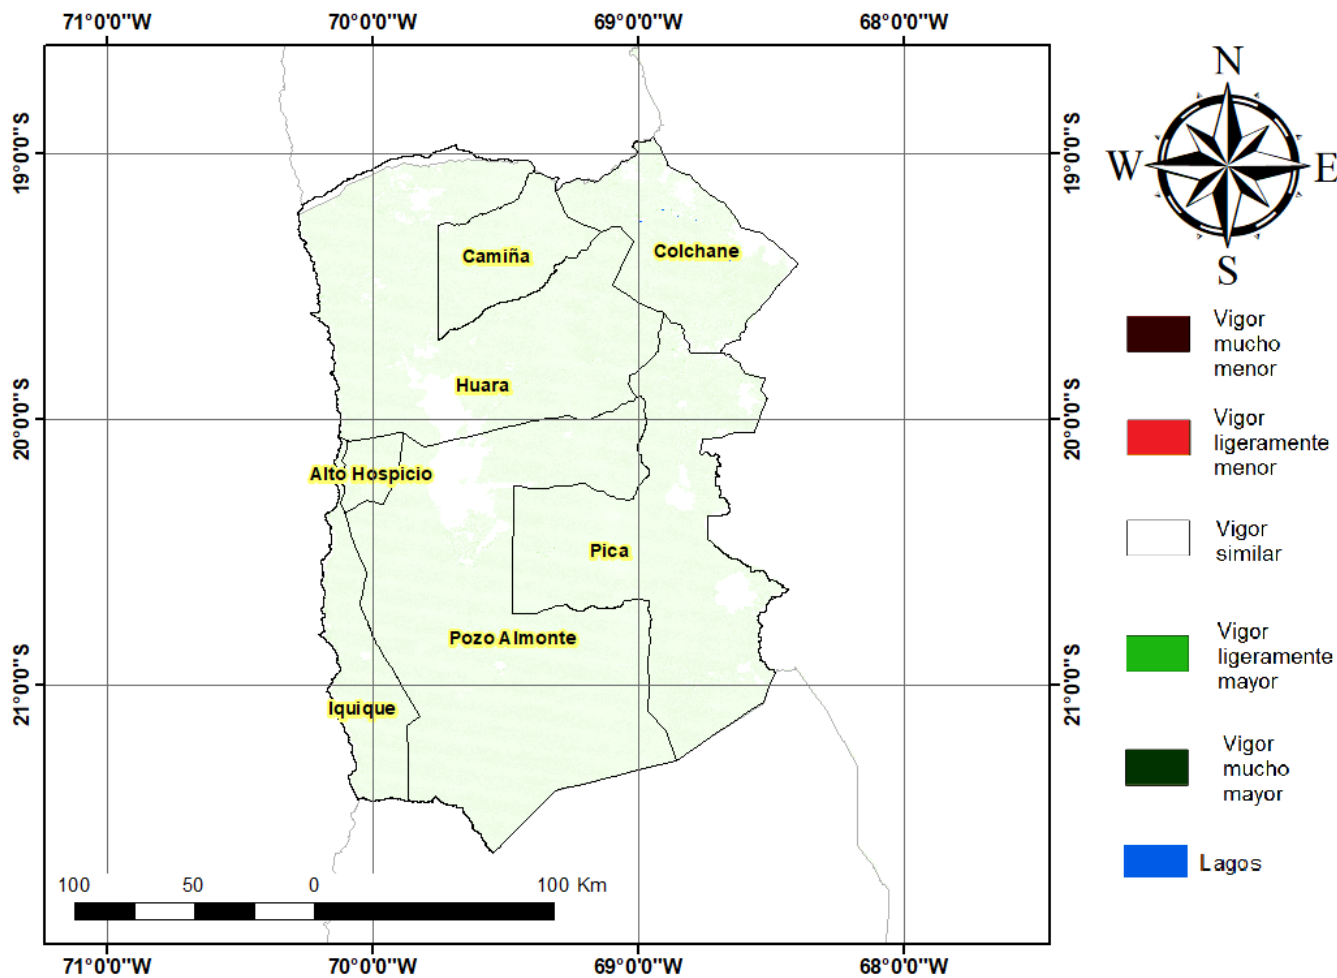 71°0'0"W 70°0'0"W 69°0'0"W 68°0'0"W
N
W E
S
19°0'0"S 19°0'0"S
Camiña
Colchane
Vigor
mucho
menor
Huara
20°0'0"S 20°0'0"S
Vigor
ligeramente
menor
Alto Hospicio
Vigor
similar
Pica
Pozo Almonte
Vigor
ligeramente
mayor
21°0'0"S 21°0'0"S
Iquique
Vigor
mucho
mayor
Lagos
100 50 0 100 Km
71°0'0"W 70°0'0"W 69°0'0"W 68°0'0"W